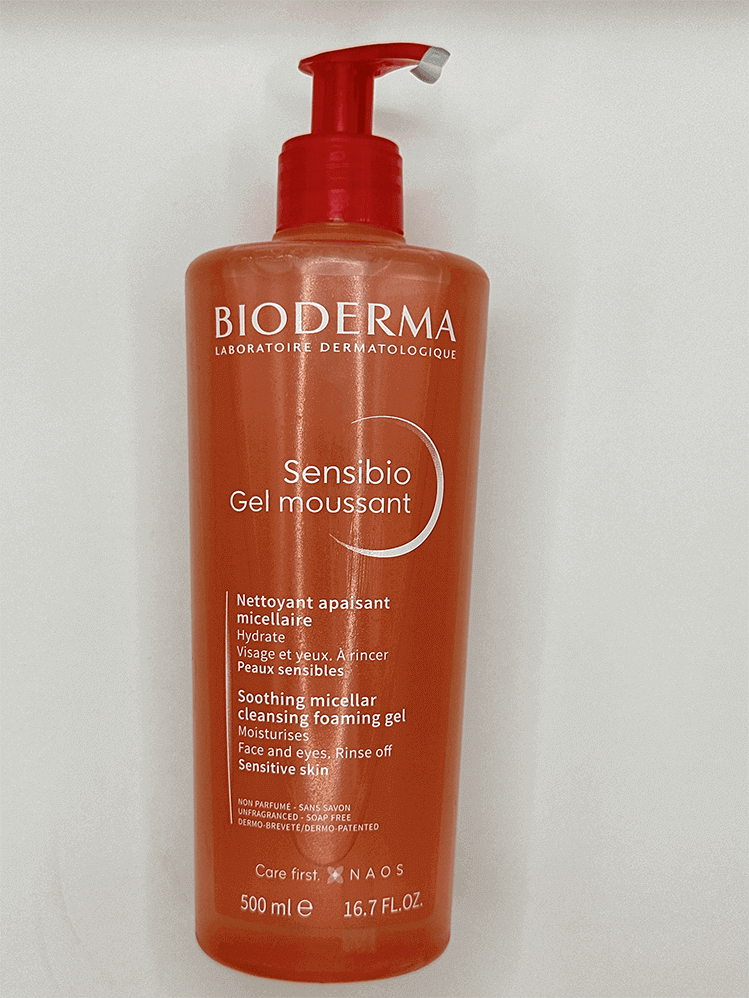 BIODERMA
LABORATOIRE DERMATOLOGIQUE
Sensibio
Gel moussant
Nettoyant apaisant
micellaire
Hydrate
Visage et yeux. À rincer
Peaux sensibles
Soothing micellar
cleansing foaming gel
Moisturises
Face and eyes. Rinse off
Sensitive skin
NON PARFUMÉ - SANS SAVON
UNFRAGRANCED - SOAP FREE
DERMO-BREVETÉ/DERMO-PATENTED
Care first. NAOS
500 ml ℮ 16.7 FL.OZ.